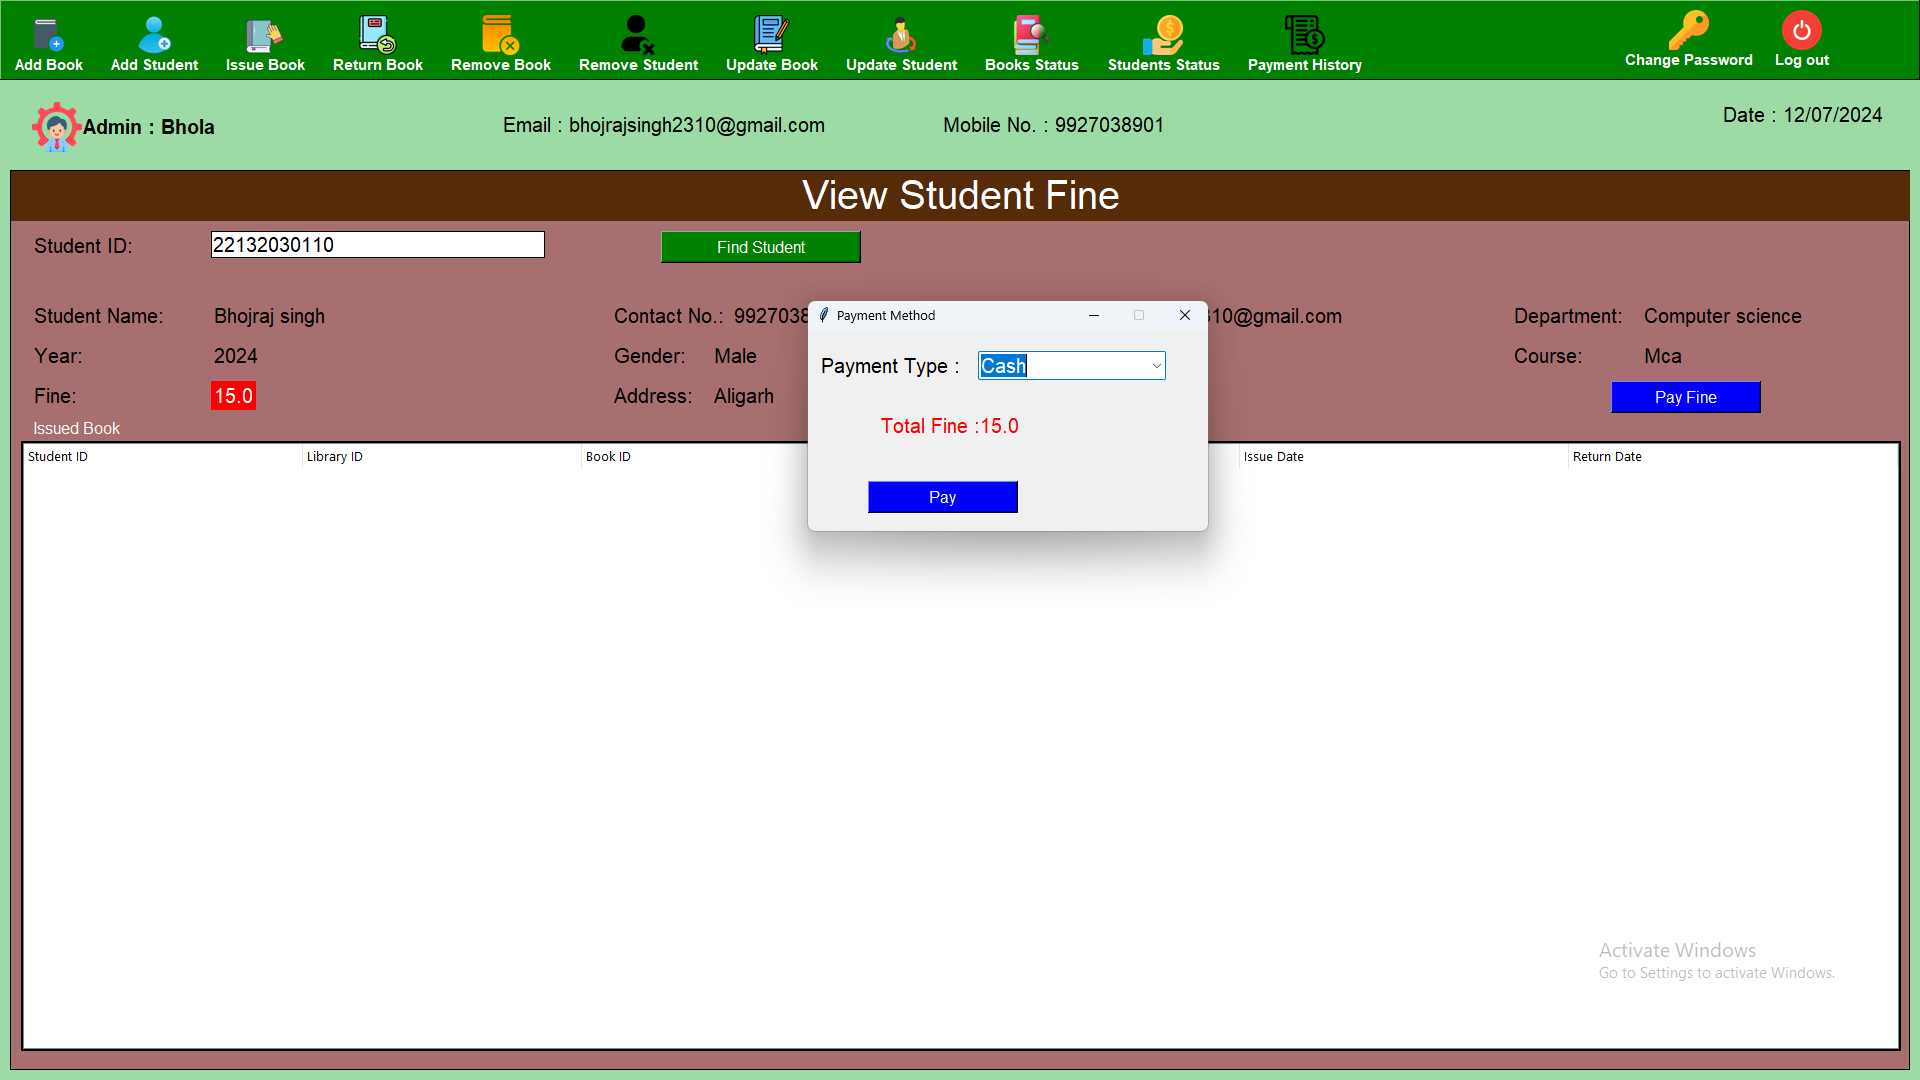 Add Book Add Student Issue Book Return Book Remove Book Remove Student Update Book Update Student Books Status Students Status Payment History Change Password Log out
Admin : Bhola Email : bhojrajsingh2310@gmail.com Mobile No. : 9927038901 Date : 12/07/2024
View Student Fine
Student ID: 22132030110 Find Student
Student Name: Bhojraj singh Contact No.: 9927038 10@gmail.com Department: Computer science
Year: 2024 Gender: Male Course: Mca
Fine: 15.0 Address: Aligarh Pay Fine
Issued Book
Student ID Library ID Book ID Issue Date Return Date
Payment Method
Payment Type : Cash
Total Fine :15.0
Pay
Activate Windows
Go to Settings to activate Windows.